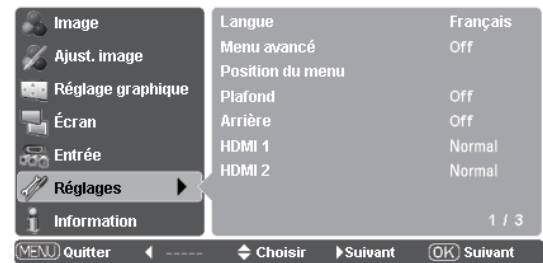 Image
Ajust. image
Réglage graphique
Écran
Entrée
Réglages
Information
Langue Français
Menu avancé Off
Position du menu
Plafond Off
Arrière Off
HDMI 1 Normal
HDMI 2 Normal
1 / 3
MENU Quitter ----- Choisir Suivant OK Suivant